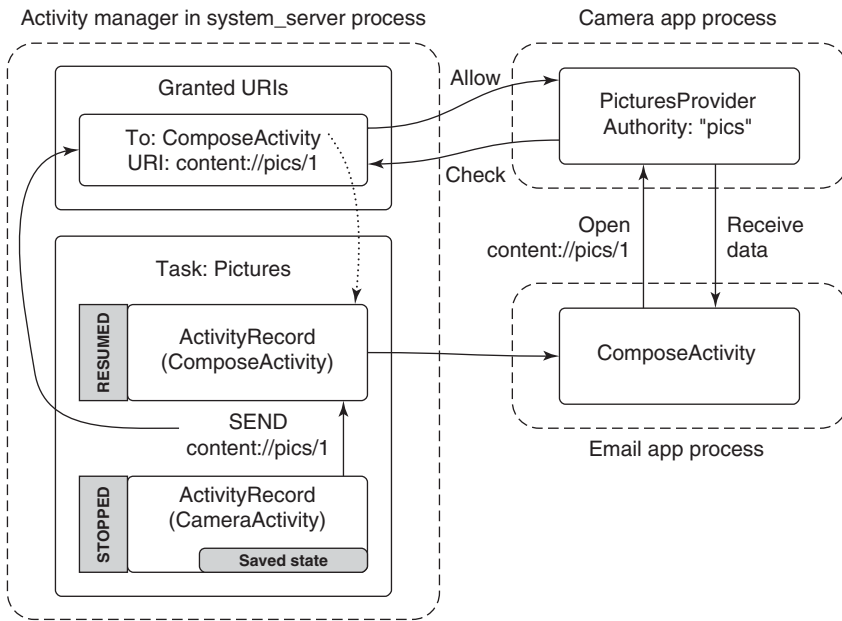 Activity manager in system_server process
Camera app process
Granted URIs
To: ComposeActivity
URI: content://pics/1
Allow
PicturesProvider
Authority: "pics"
Check
Open
content://pics/1
Receive
data
Task: Pictures
RESUMED
ActivityRecord
(ComposeActivity)
ComposeActivity
SEND
content://pics/1
Email app process
STOPPED
ActivityRecord
(CameraActivity)
Saved state